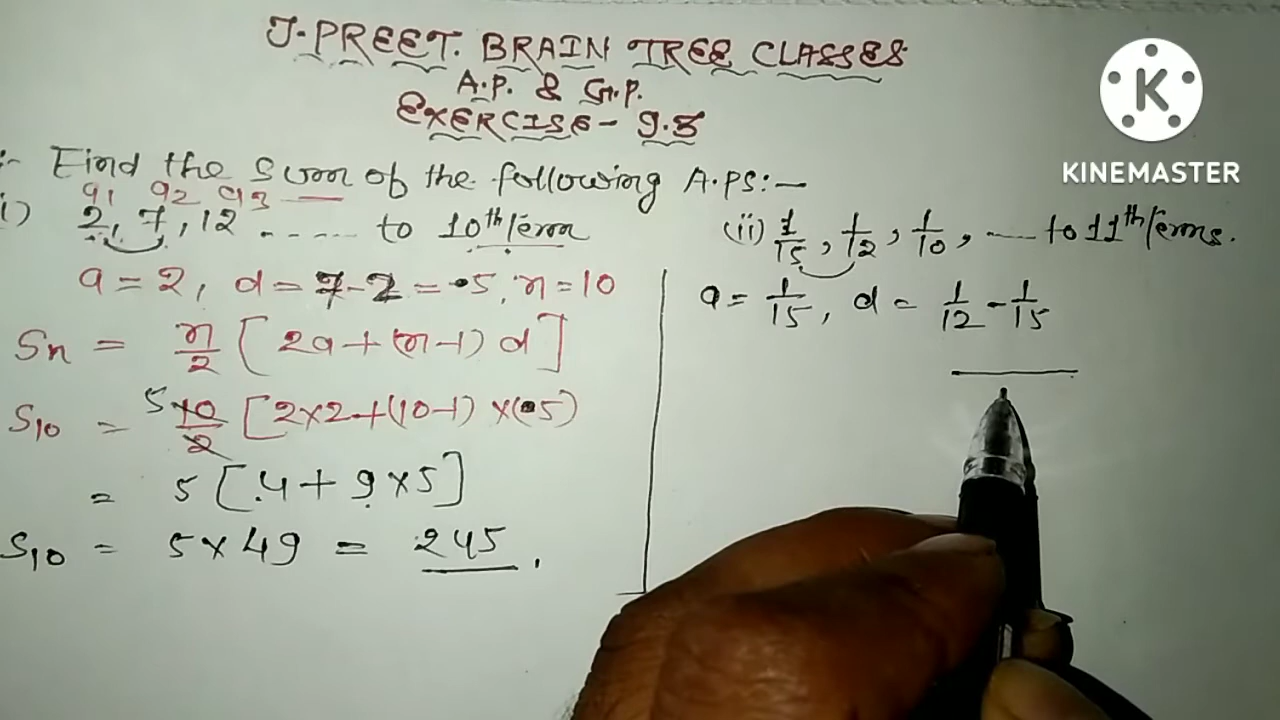 J-PREET. BRAIN TREE CLASSES
A.P. & G.P.
EXERCISE - 9.3
:- Find the Sum of the following A.PS:-
a1 a2 a3 —
i) 2, 7, 12 ..... to 10th term
a = 2, d = 7-2 = 5, n = 10
Sn = n/2 [2a+(n-1) d]
S10 = 5 10/2 [2×2+(10-1)×(5)
= 5 [4+9×5]
S10 = 5×49 = 245.
(ii) 1/15, 1/12, 1/10, .... to 11th terms.
a = 1/15, d = 1/12 - 1/15
K
KINEMASTER